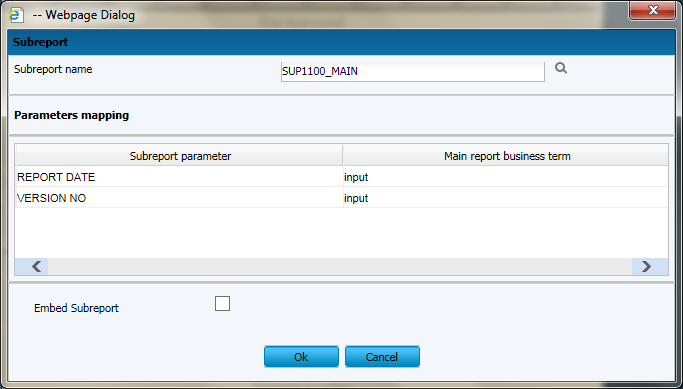 -- Webpage Dialog
Subreport
Subreport name SUP1100_MAIN
Parameters mapping
Subreport parameter Main report business term
REPORT DATE input
VERSION NO input
Embed Subreport
Ok Cancel